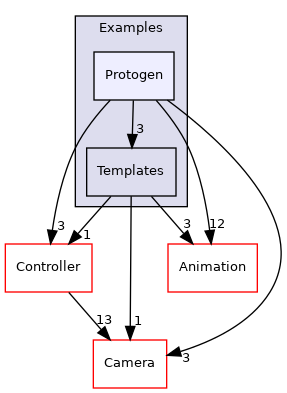 Examples
Protogen
3
Templates
3
1
3
12
Controller
Animation
13
1
3
Camera